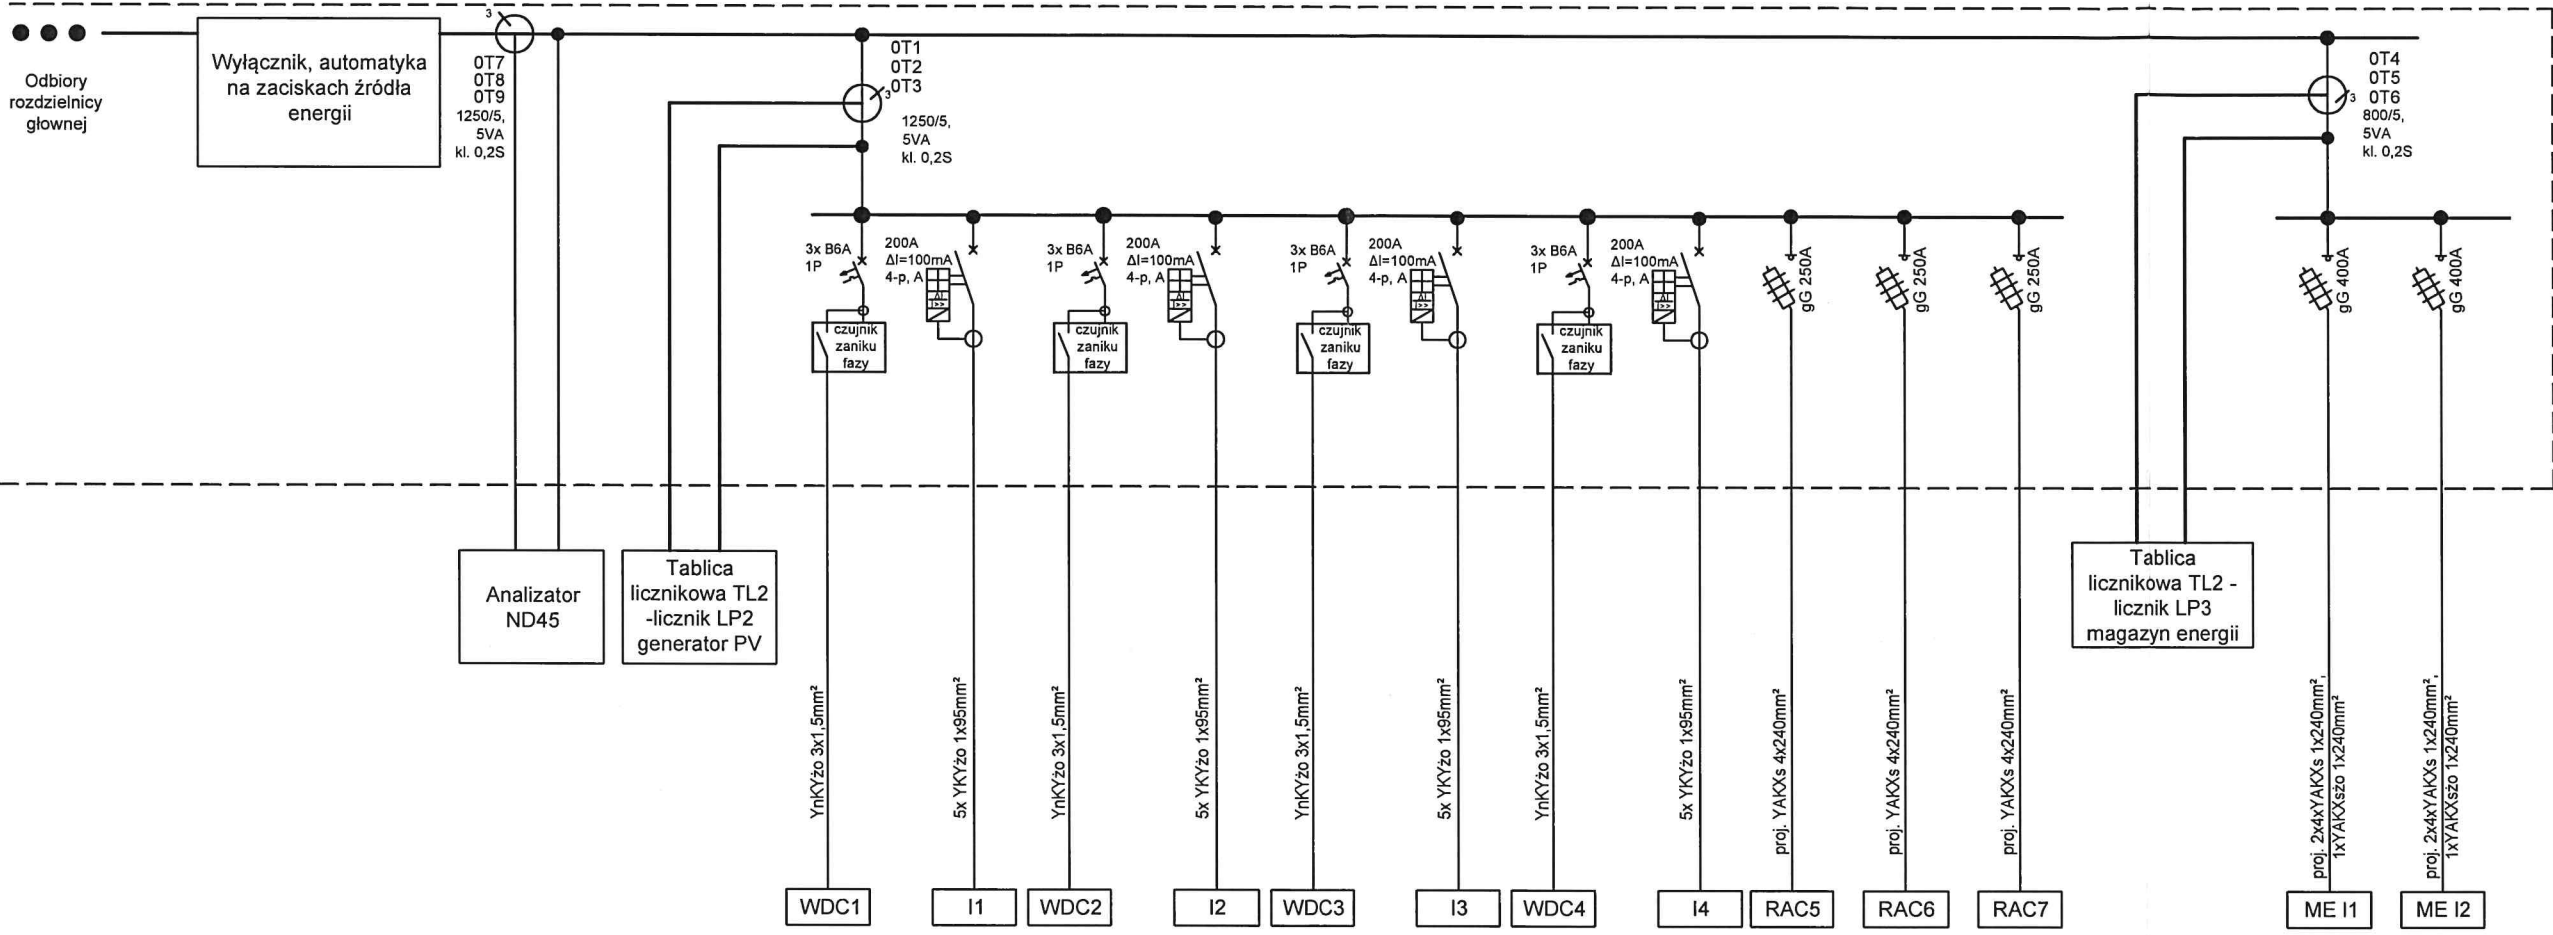 Odbiory
rozdzielnicy
głownej
Wyłącznik, automatyka
na zaciskach źródła
energii
3
0T7
0T8
0T9
1250/5,
5VA
kl. 0,2S
0T1
0T2
0T3
3
1250/5,
5VA
kl. 0,2S
0T4
0T5
0T6
3
800/5,
5VA
kl. 0,2S
3x B6A
1P
czujnik
zaniku
fazy
200A
ΔI=100mA
4-p, A
ΔI
I>>
3x B6A
1P
czujnik
zaniku
fazy
200A
ΔI=100mA
4-p, A
ΔI
I>>
3x B6A
1P
czujnik
zaniku
fazy
200A
ΔI=100mA
4-p, A
ΔI
I>>
3x B6A
1P
czujnik
zaniku
fazy
200A
ΔI=100mA
4-p, A
ΔI
I>>
gG 250A
gG 250A
gG 250A
gG 400A
gG 400A
Analizator
ND45
Tablica
licznikowa TL2
-licznik LP2
generator PV
Tablica
licznikowa TL2 -
licznik LP3
magazyn energii
YnKYżo 3x1,5mm²
5x YKYżo 1x95mm²
YnKYżo 3x1,5mm²
5x YKYżo 1x95mm²
YnKYżo 3x1,5mm²
5x YKYżo 1x95mm²
YnKYżo 3x1,5mm²
5x YKYżo 1x95mm²
proj. YAKXs 4x240mm²
proj. YAKXs 4x240mm²
proj. YAKXs 4x240mm²
proj. 2x4xYAKXs 1x240mm²,
1xYAKXsżo 1x240mm²
proj. 2x4xYAKXs 1x240mm²,
1xYAKXsżo 1x240mm²
WDC1
I1
WDC2
I2
WDC3
I3
WDC4
I4
RAC5
RAC6
RAC7
ME I1
ME I2